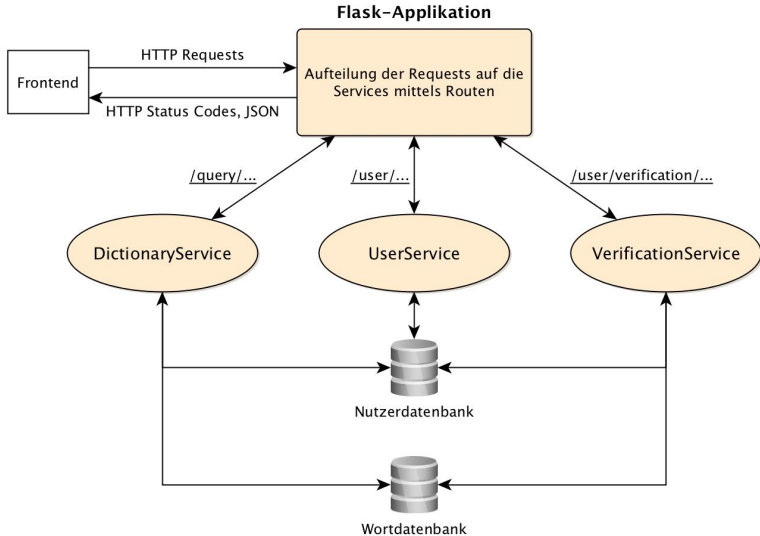 Flask-Applikation
HTTP Requests
Frontend
Aufteilung der Requests auf die
Services mittels Routen
HTTP Status Codes, JSON
/query/...
/user/...
/user/verification/...
DictionaryService
UserService
VerificationService
Nutzerdatenbank
Wortdatenbank